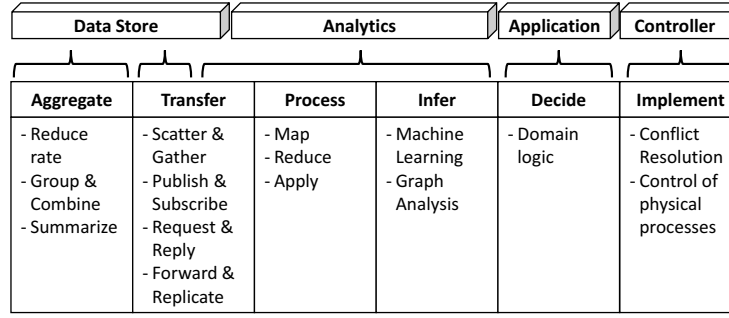 Data Store
Analytics
Application
Controller
Aggregate
Transfer
Process
Infer
Decide
Implement
- Reduce
rate
- Group &
Combine
- Summarize
- Scatter &
Gather
- Publish &
Subscribe
- Request &
Reply
- Forward &
Replicate
- Map
- Reduce
- Apply
- Machine
Learning
- Graph
Analysis
- Domain
logic
- Conflict
Resolution
- Control of
physical
processes